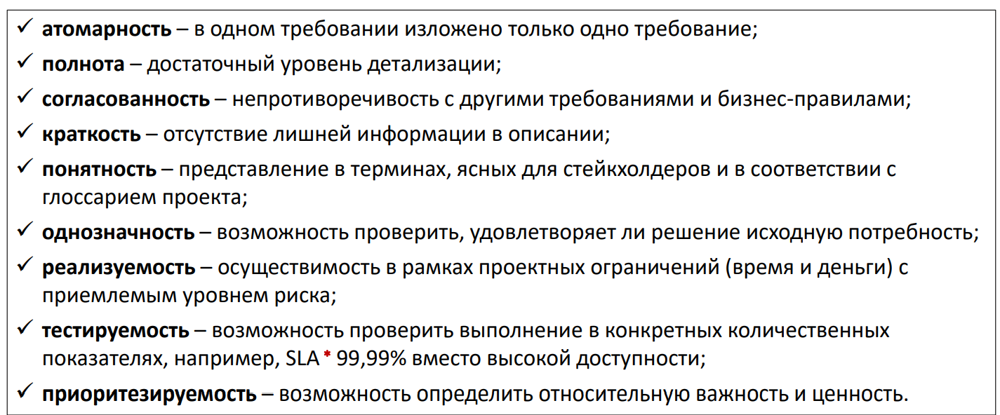 ✓ атомарность – в одном требовании изложено только одно требование;
✓ полнота – достаточный уровень детализации;
✓ согласованность – непротиворечивость с другими требованиями и бизнес-правилами;
✓ краткость – отсутствие лишней информации в описании;
✓ понятность – представление в терминах, ясных для стейкхолдеров и в соответствии с
глоссарием проекта;
✓ однозначность – возможность проверить, удовлетворяет ли решение исходную потребность;
✓ реализуемость – осуществимость в рамках проектных ограничений (время и деньги) с
приемлемым уровнем риска;
✓ тестируемость – возможность проверить выполнение в конкретных количественных
показателях, например, SLA * 99,99% вместо высокой доступности;
✓ приоритезируемость – возможность определить относительную важность и ценность.